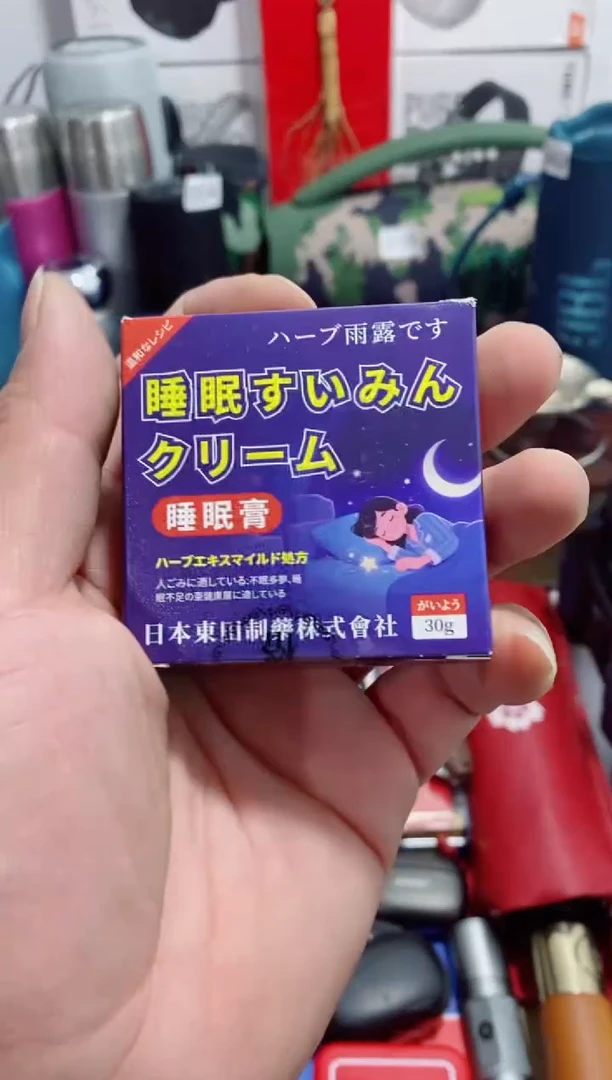 温和なレシピ
ハーブ雨露です
睡眠すいみん
クリーム
睡眠膏
ハーブエキスマイルド処方
人ごみに適している:不眠多夢、睡
眠不足の亜健康層に適している
日本東田制藥株式會社
がいよう
30g
JBL